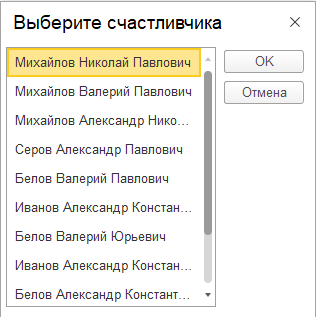 Выберите счастливчика
Михайлов Николай Павлович
OK
Михайлов Валерий Павлович
Отмена
Михайлов Александр Нико...
Серов Александр Павлович
Белов Валерий Павлович
Иванов Александр Констан...
Белов Валерий Юрьевич
Иванов Александр Констан...
Белов Александр Констант...